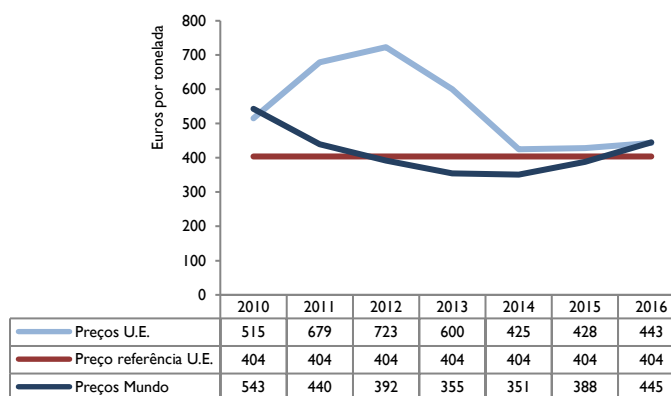 Euros por tonelada
800
700
600
500
400
300
200
100
0
2010 2011 2012 2013 2014 2015 2016
Preços U.E. 515 679 723 600 425 428 443
Preço referência U.E. 404 404 404 404 404 404 404
Preços Mundo 543 440 392 355 351 388 445